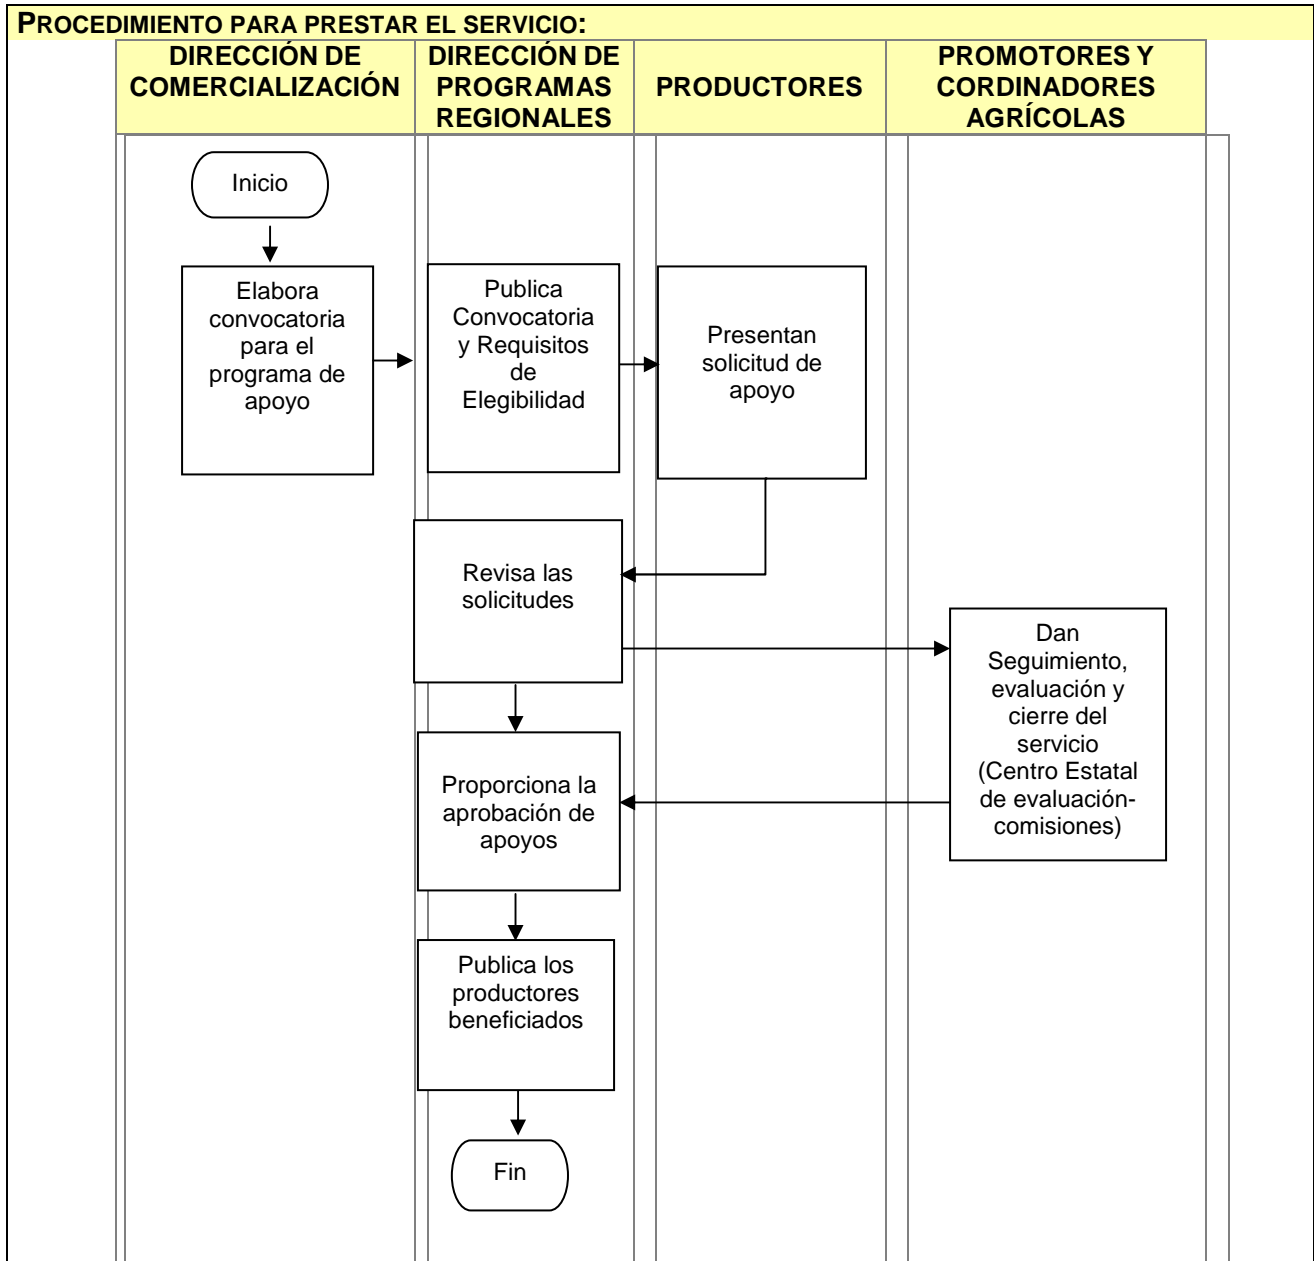 PROCEDIMIENTO PARA PRESTAR EL SERVICIO:
DIRECCIÓN DE
COMERCIALIZACIÓN
DIRECCIÓN DE
PROGRAMAS
REGIONALES
PRODUCTORES
PROMOTORES Y
CORDINADORES
AGRÍCOLAS
Inicio
Elabora
convocatoria
para el
programa de
apoyo
Publica
Convocatoria
y Requisitos
de
Elegibilidad
Presentan
solicitud de
apoyo
Revisa las
solicitudes
Dan
Seguimiento,
evaluación y
cierre del
servicio
(Centro Estatal
de evaluación-
comisiones)
Proporciona la
aprobación de
apoyos
Publica los
productores
beneficiados
Fin